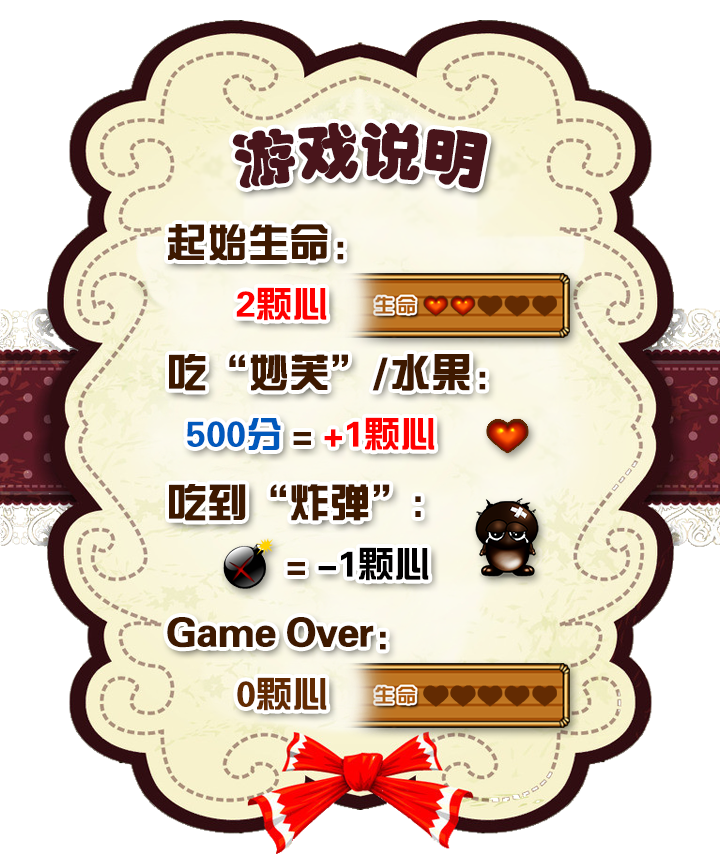 游戏说明
起始生命：
2颗心 生命
吃“妙芙”/水果：
500分 = +1颗心
吃到“炸弹”：
= -1颗心
Game Over：
0颗心 生命